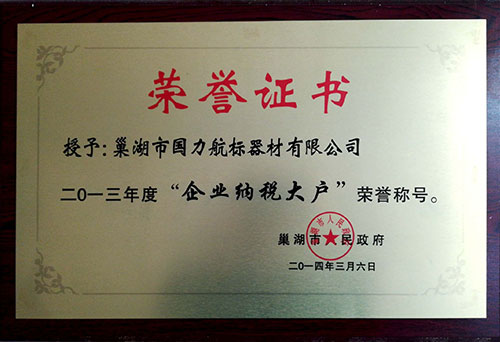 荣誉证书
授予:巢湖市国力航标器材有限公司
二0一三年度“企业纳税大户”荣誉称号。
巢湖市人民政府
二0一四年三月六日